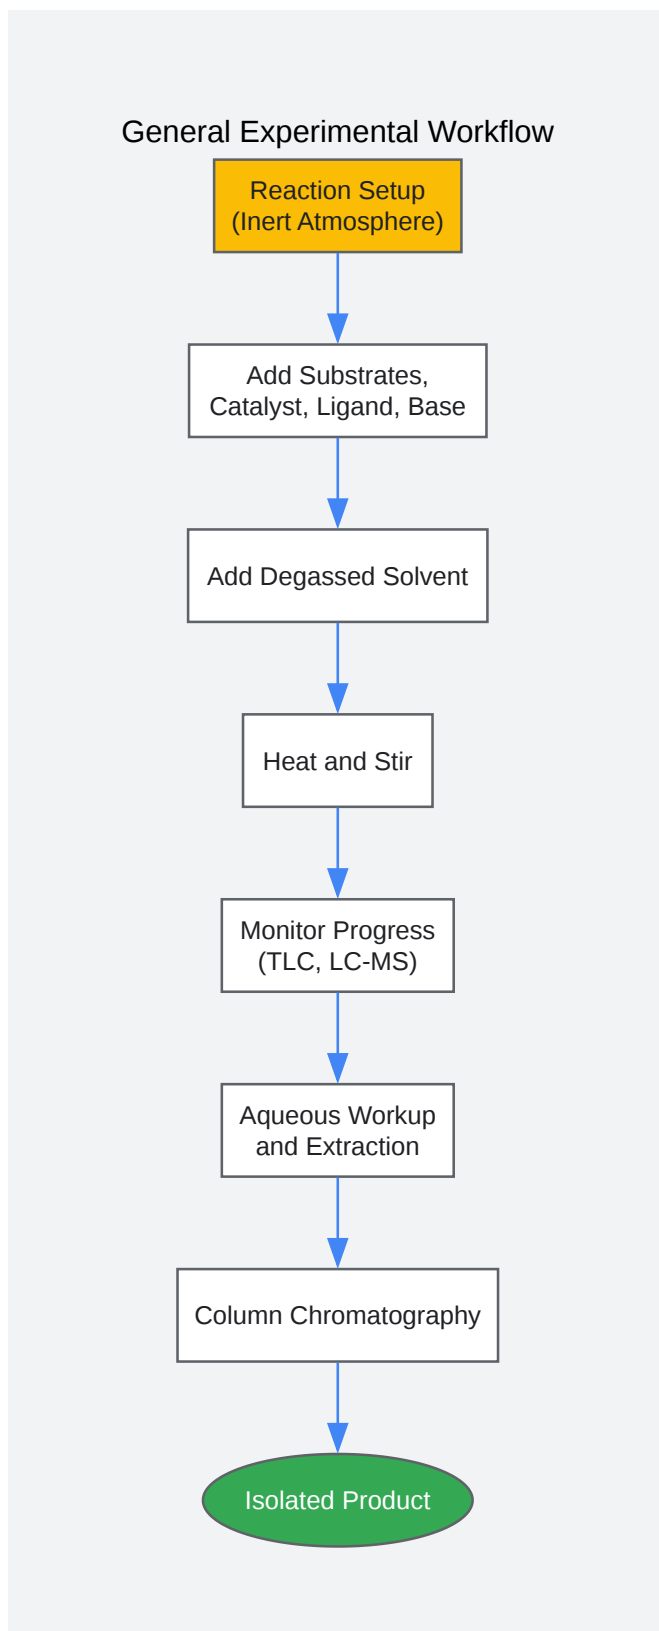 General Experimental Workflow
Reaction Setup
(Inert Atmosphere)
Add Substrates,
Catalyst, Ligand, Base
Add Degassed Solvent
Heat and Stir
Monitor Progress
(TLC, LC-MS)
Aqueous Workup
and Extraction
Column Chromatography
Isolated Product